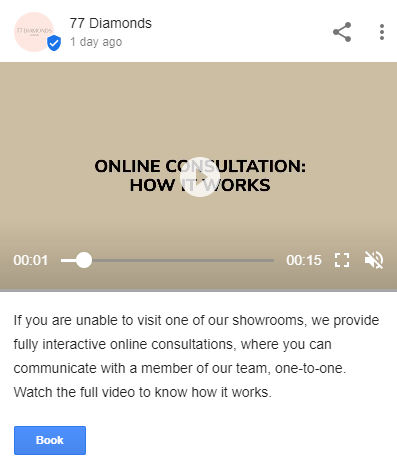 77 Diamonds
1 day ago
77 DIAMONDS
ONLINE CONSULTATION:
HOW IT WORKS
00:01
00:15
If you are unable to visit one of our showrooms, we provide
fully interactive online consultations, where you can
communicate with a member of our team, one-to-one.
Watch the full video to know how it works.
Book